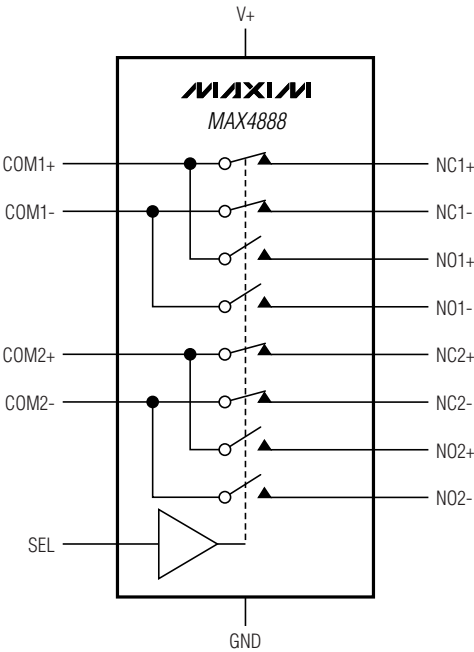 V+
MAXIM
MAX4888
COM1+
NC1+
COM1-
NC1-
NO1+
NO1-
COM2+
NC2+
COM2-
NC2-
NO2+
NO2-
SEL
GND